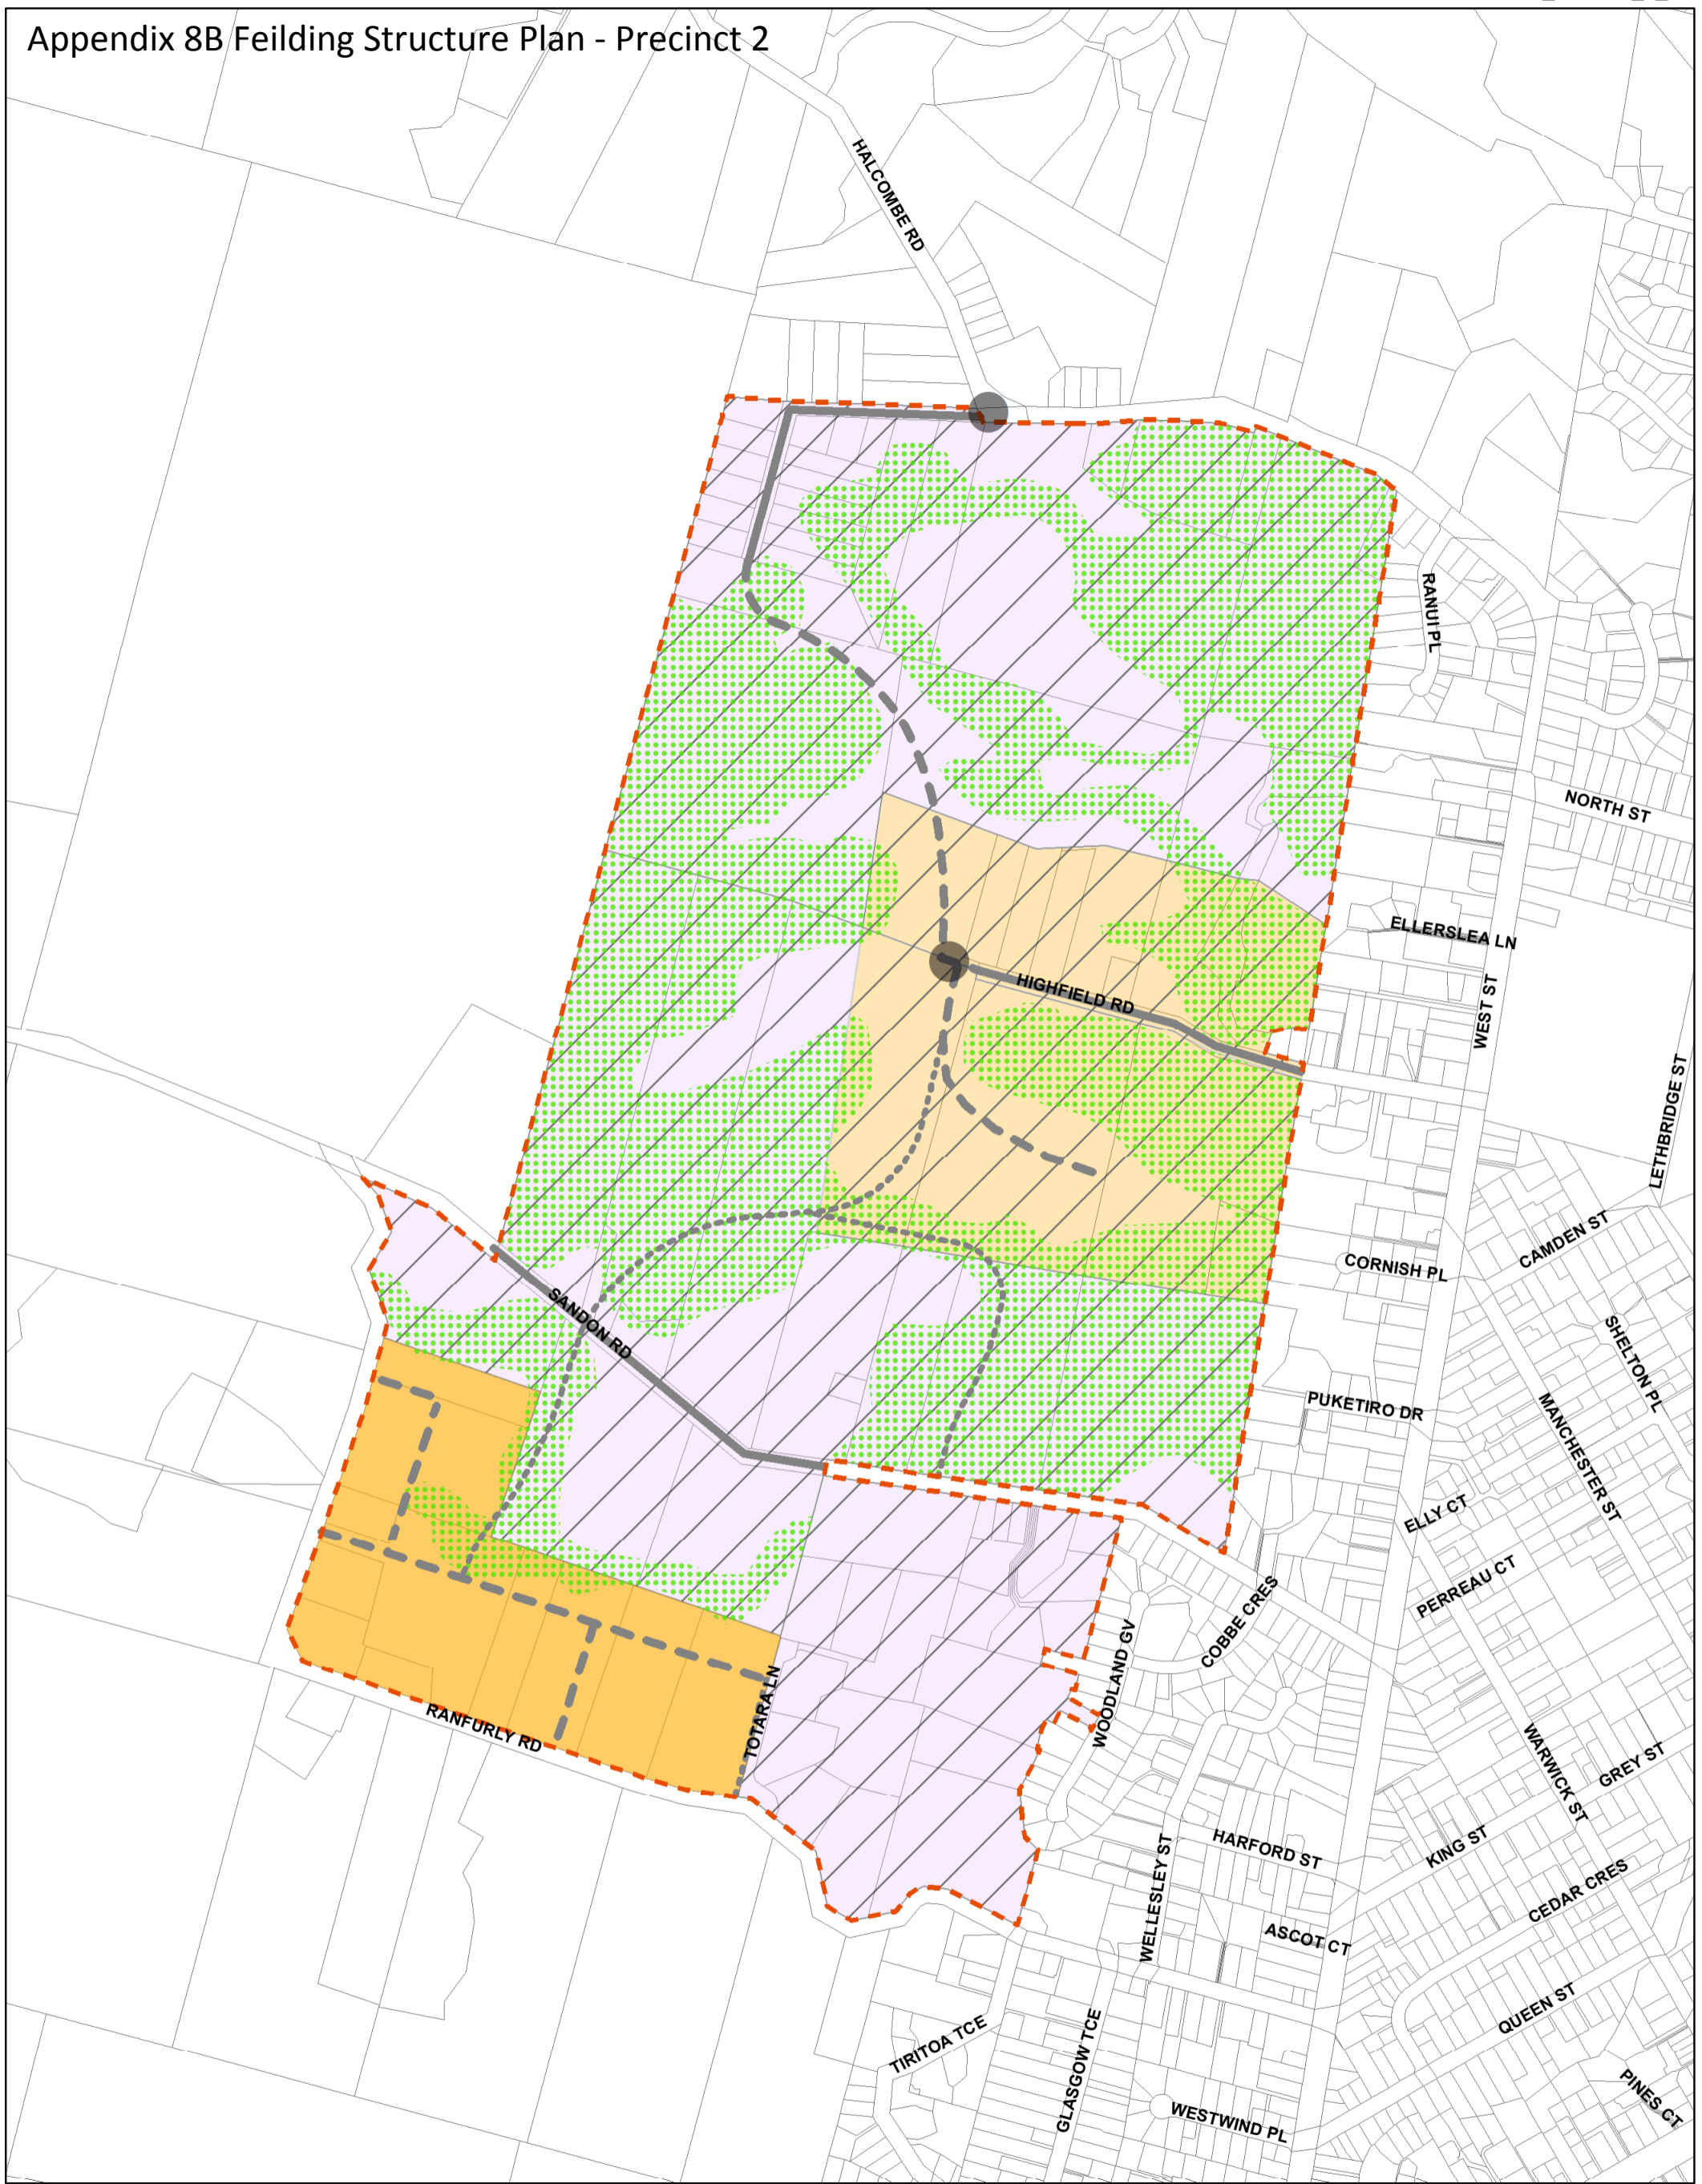 Appendix 8B Feilding Structure Plan - Precinct 2
HALCOMBE RD
RANUI PL
NORTH ST
ELLERSLEA LN
HIGHFIELD RD
WEST ST
LETHBRIDGE ST
CAMDEN ST
CORNISH PL
SANDON RD
SHELTON PL
PUKETIRO DR
MANCHESTER ST
ELLY CT
PERREAU CT
COBBE CRES
WOODLAND GV
TOTARA LN
RANFURLY RD
WARWICK ST
GREY ST
HARFORD ST
KING ST
WELLESLEY ST
CEDAR CRES
ASCOT CT
QUEEN ST
TIRITOA TCE
GLASGOW TCE
WESTWIND PL
PINES CT